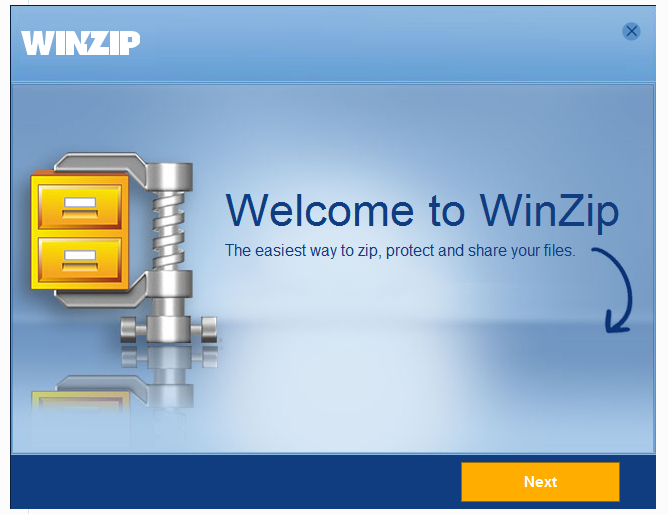 WINZIP
Welcome to WinZip
The easiest way to zip, protect and share your files.
Next